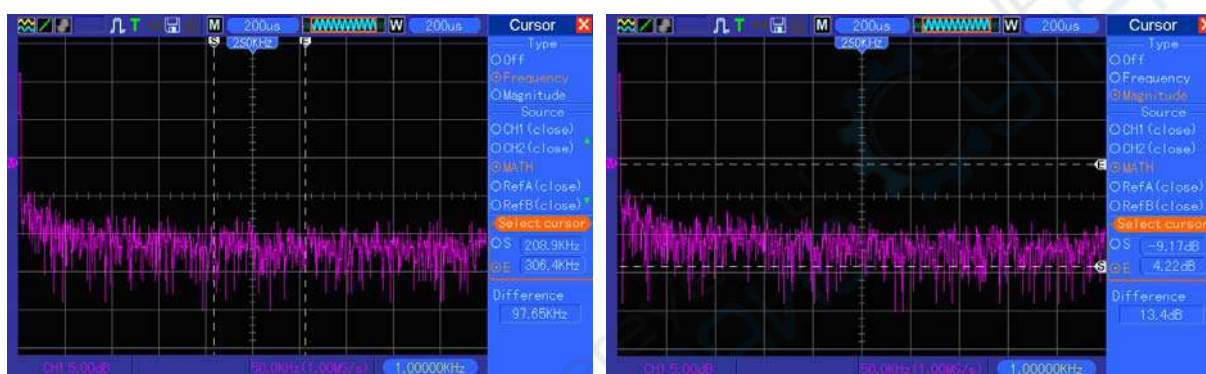 M 200us W 200us Cursor X
S 250KHz E
Type
Off
Frequency
Magnitude
Source
CH1(close)
CH2(close)
MATH
RefA(close)
RefB(close)
Select cursor
S 208.9KHz
E 306.4KHz
Difference
97.65KHz
M
CH1 5.00dB 50.0KHz(1.00MS/s) 1.00000KHz
M 200us W 200us Cursor X
250KHz
Type
Off
Frequency
Magnitude
Source
CH1(close)
CH2(close)
E MATH
RefA(close)
RefB(close)
Select cursor
S -9.17dB
S E 4.22dB
Difference
13.4dB
CH1 5.00dB 50.0KHz(1.00MS/s) 1.00000KHz